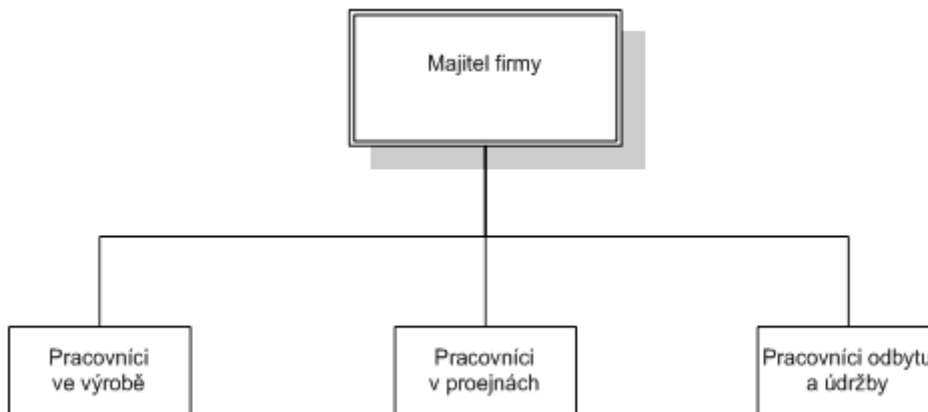 Majitel firmy
Pracovníci
ve výrobě
Pracovníci
v proejnách
Pracovníci odbytu
a údržby